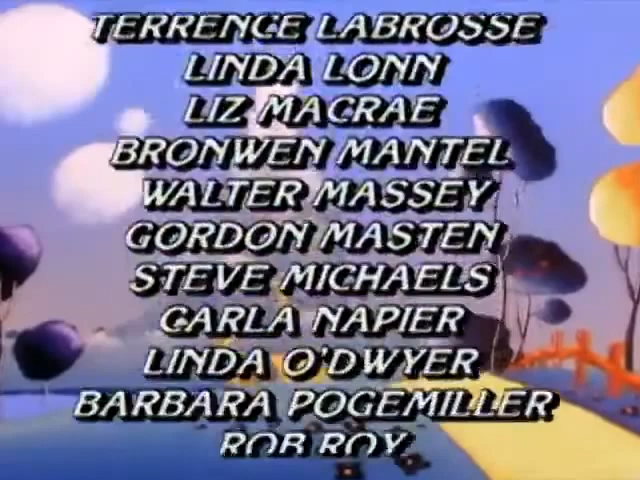 TERRENCE LABROSSE
LINDA LONN
LIZ MACRAE
BRONWEN MANTEL
WALTER MASSEY
GORDON MASTEN
STEVE MICHAELS
CARLA NAPIER
LINDA O'DWYER
BARBARA POGEMILLER
ROB ROY